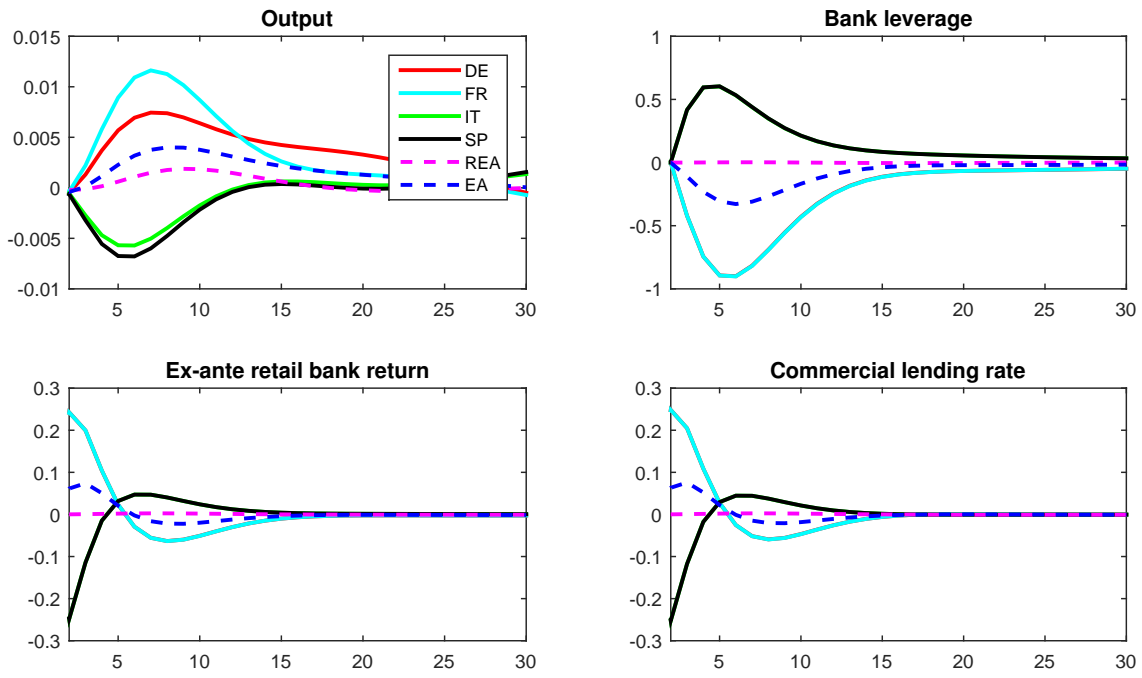 Output
0.015
0.01
0.005
0
-0.005
-0.01
5 10 15 20 25 30
DE
FR
IT
SP
REA
EA
Bank leverage
1
0.5
0
-0.5
-1
5 10 15 20 25 30
Ex-ante retail bank return
0.3
0.2
0.1
0
-0.1
-0.2
-0.3
5 10 15 20 25 30
Commercial lending rate
0.3
0.2
0.1
0
-0.1
-0.2
-0.3
5 10 15 20 25 30